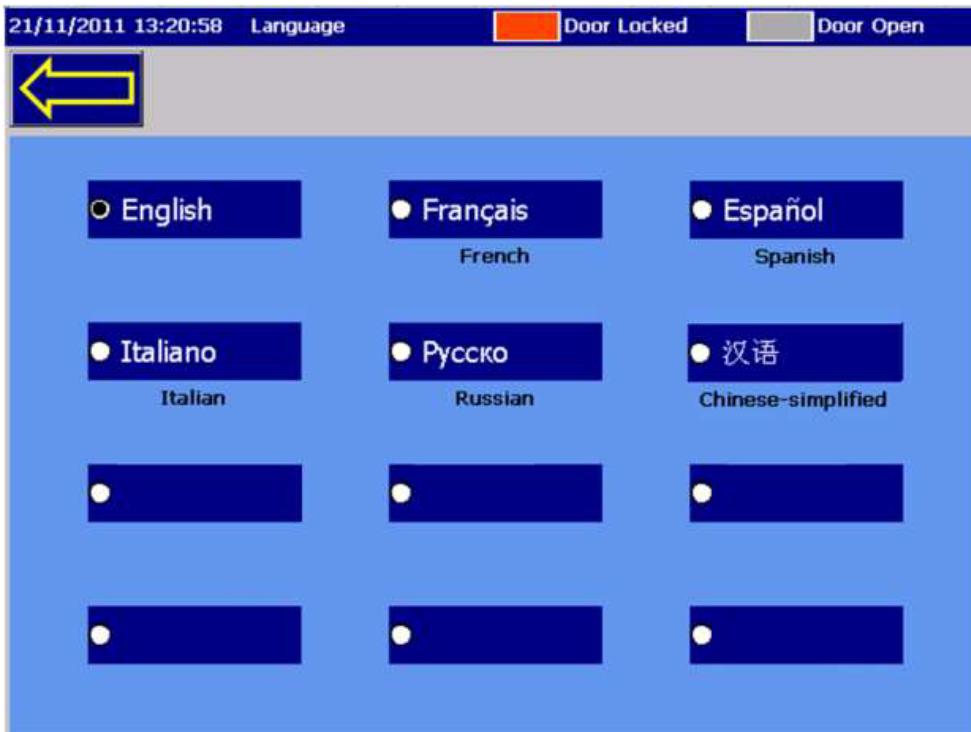 21/11/2011 13:20:58 Language Door Locked Door Open
English Français Español
French Spanish
Italiano Русско 汉语
Italian Russian Chinese-simplified